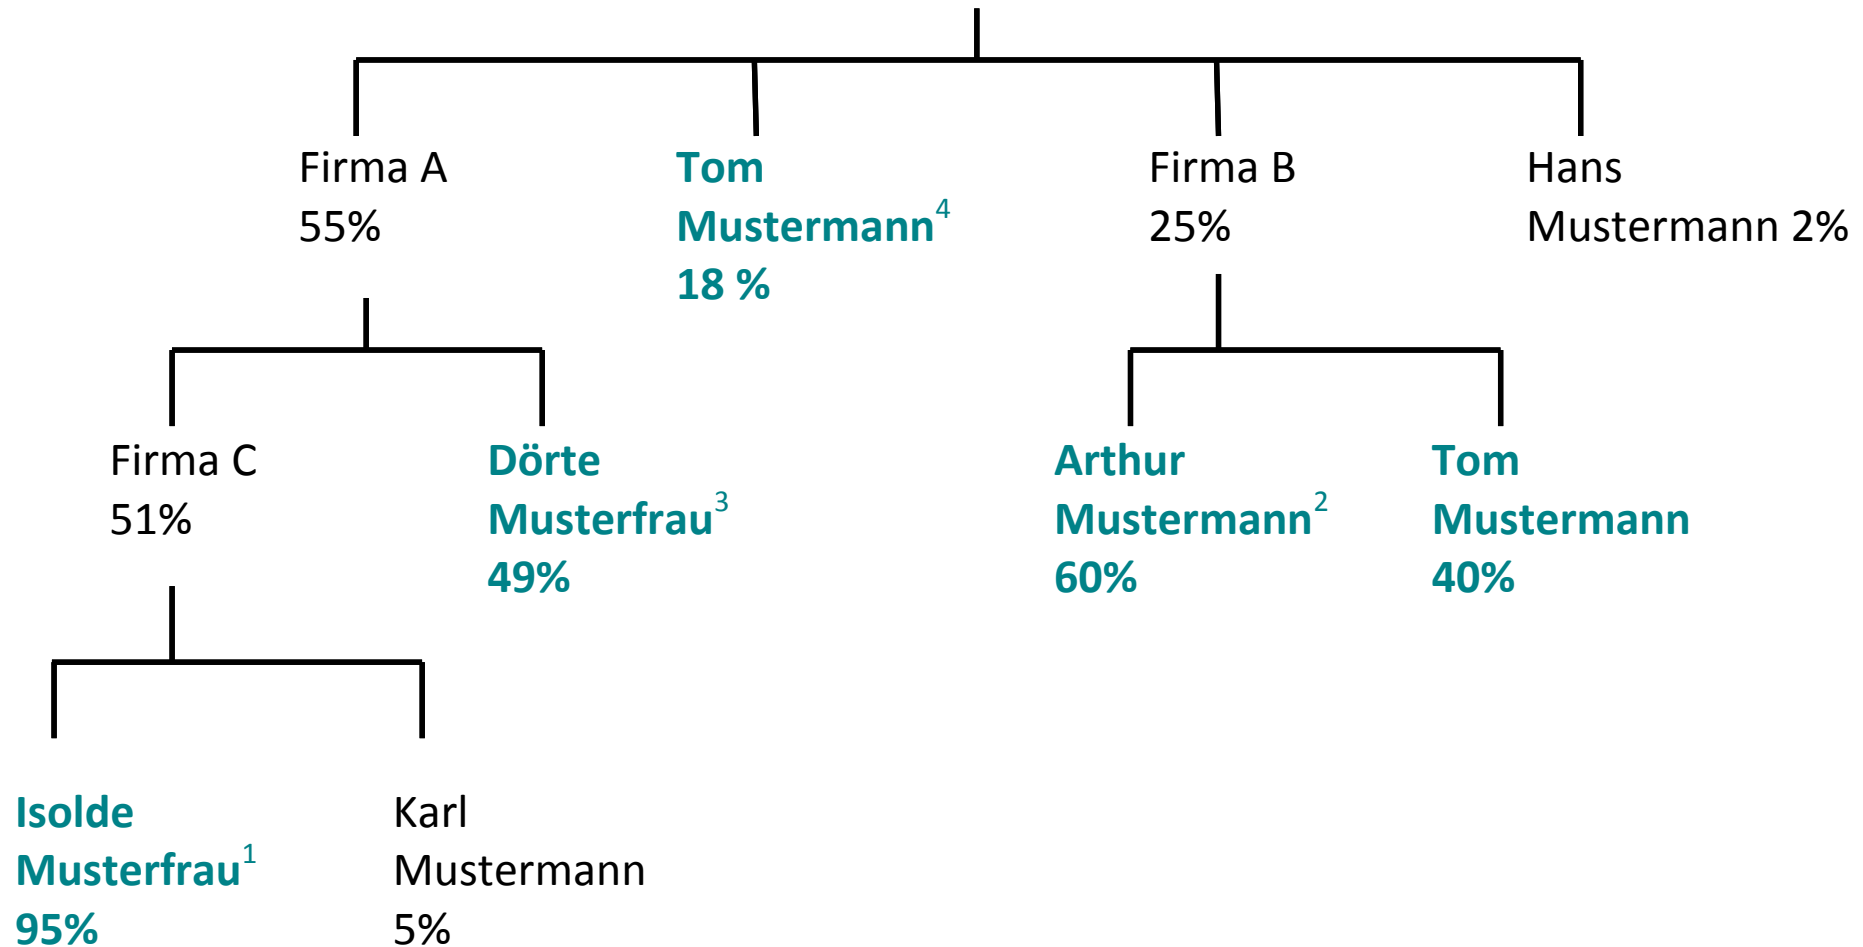 Firma A
55%
Tom
Mustermann⁴
18 %
Firma B
25%
Hans
Mustermann 2%
Firma C
51%
Dörte
Musterfrau³
49%
Arthur
Mustermann²
60%
Tom
Mustermann
40%
Isolde
Musterfrau¹
95%
Karl
Mustermann
5%